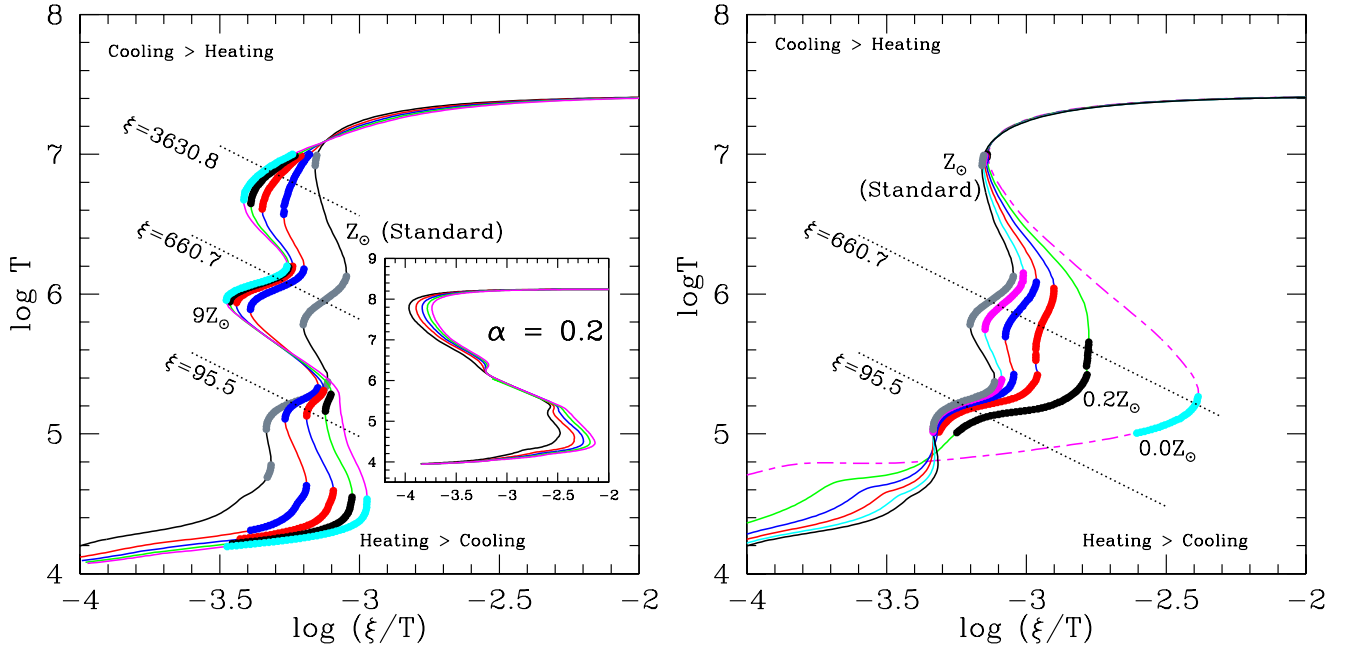 8
7
6
5
4
log T
Cooling > Heating
ξ=3630.8
ξ=660.7
Z⊙ (Standard)
9Z⊙
ξ=95.5
9
8
7
6
5
4
α = 0.2
−4 −3.5 −3 −2.5 −2
Heating > Cooling
−4 −3.5 −3 −2.5 −2
log (ξ/T)
8
7
6
5
4
logT
Cooling > Heating
Z⊙
(Standard)
ξ=660.7
ξ=95.5
0.2Z⊙
0.0Z⊙
Heating > Cooling
−4 −3.5 −3 −2.5 −2
log (ξ/T)